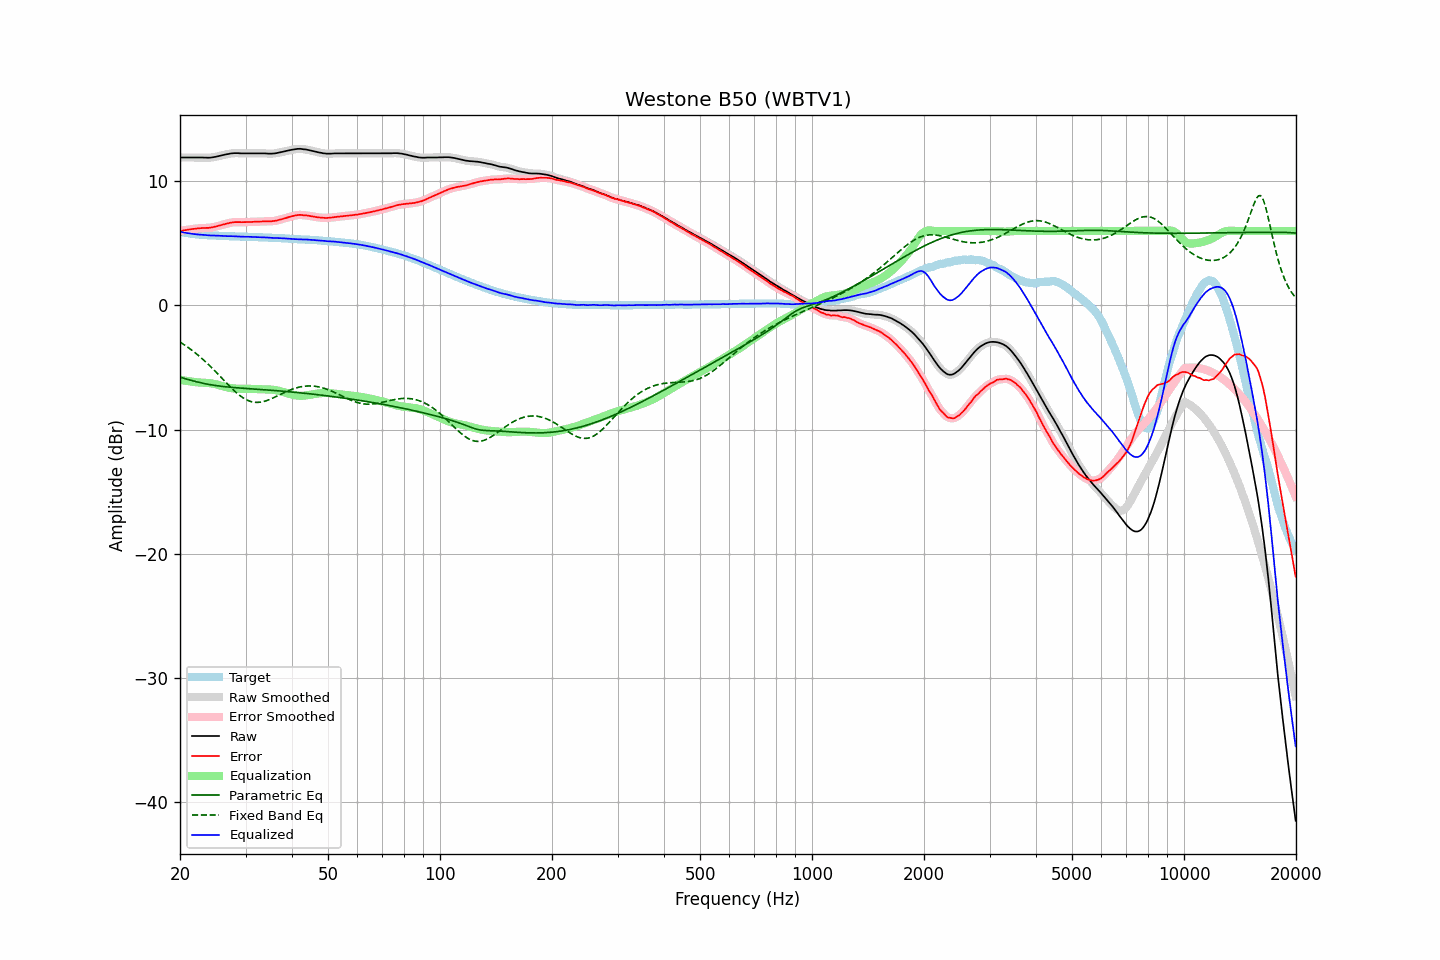 Westone B50 (WBTV1)
Amplitude (dBr)
10
0
−10
−20
−30
−40
Target
Raw Smoothed
Error Smoothed
Raw
Error
Equalization
Parametric Eq
Fixed Band Eq
Equalized
20 50 100 200 500 1000 2000 5000 10000 20000
Frequency (Hz)